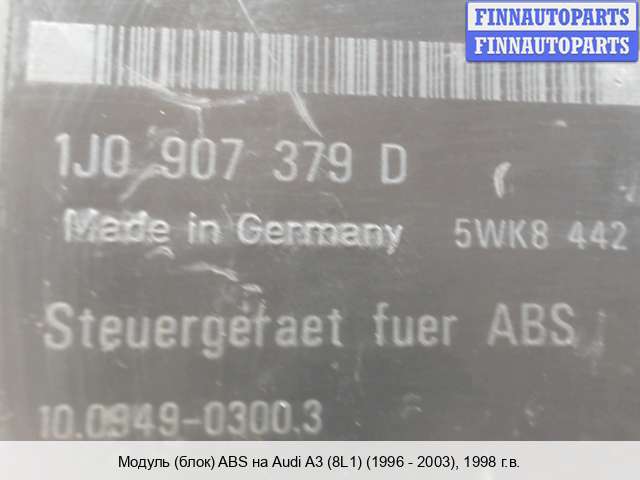 FINNAUTOPARTS
FINNAUTOPARTS
1J0 907 379 D
Made in Germany 5WK8 442
Steuergeraet fuer ABS
10.0949-0300.3
Модуль (блок) ABS на Audi A3 (8L1) (1996 - 2003), 1998 г.в.